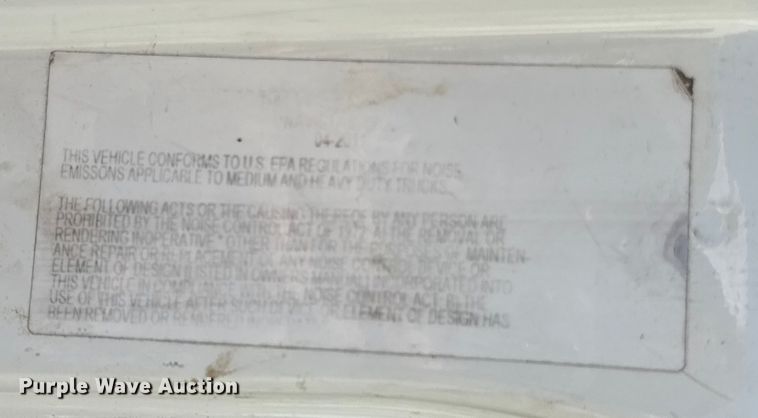 04-201
THIS VEHICLE CONFORMS TO U.S. EPA REGULATIONS FOR NOISE
EMISSONS APPLICABLE TO MEDIUM AND HEAVY DUTY TRUCKS.
THE FOLLOWING ACTS OR THE CAUSING THEREOF BY ANY PERSON ARE
PROHIBITED BY THE NOISE CONTROL ACT OF 1972 A) THE REMOVAL OR
RENDERING INOPERATIVE, OTHER THAN FOR THE PURPOSES OF MAINTEN-
ANCE REPAIR OR REPLACEMENT OF ANY NOISE CONTROL DEVICE OR
ELEMENT OF DESIGN (LISTED IN OWNERS MANUAL) INCORPORATED INTO
THIS VEHICLE IN COMPLIANCE NOISE CONTROL ACT. B) THE
USE OF THIS VEHICLE AFTER SUCH DEVICE OR ELEMENT OF DESIGN HAS
BEEN REMOVED OR RENDERED
Purple Wave Auction